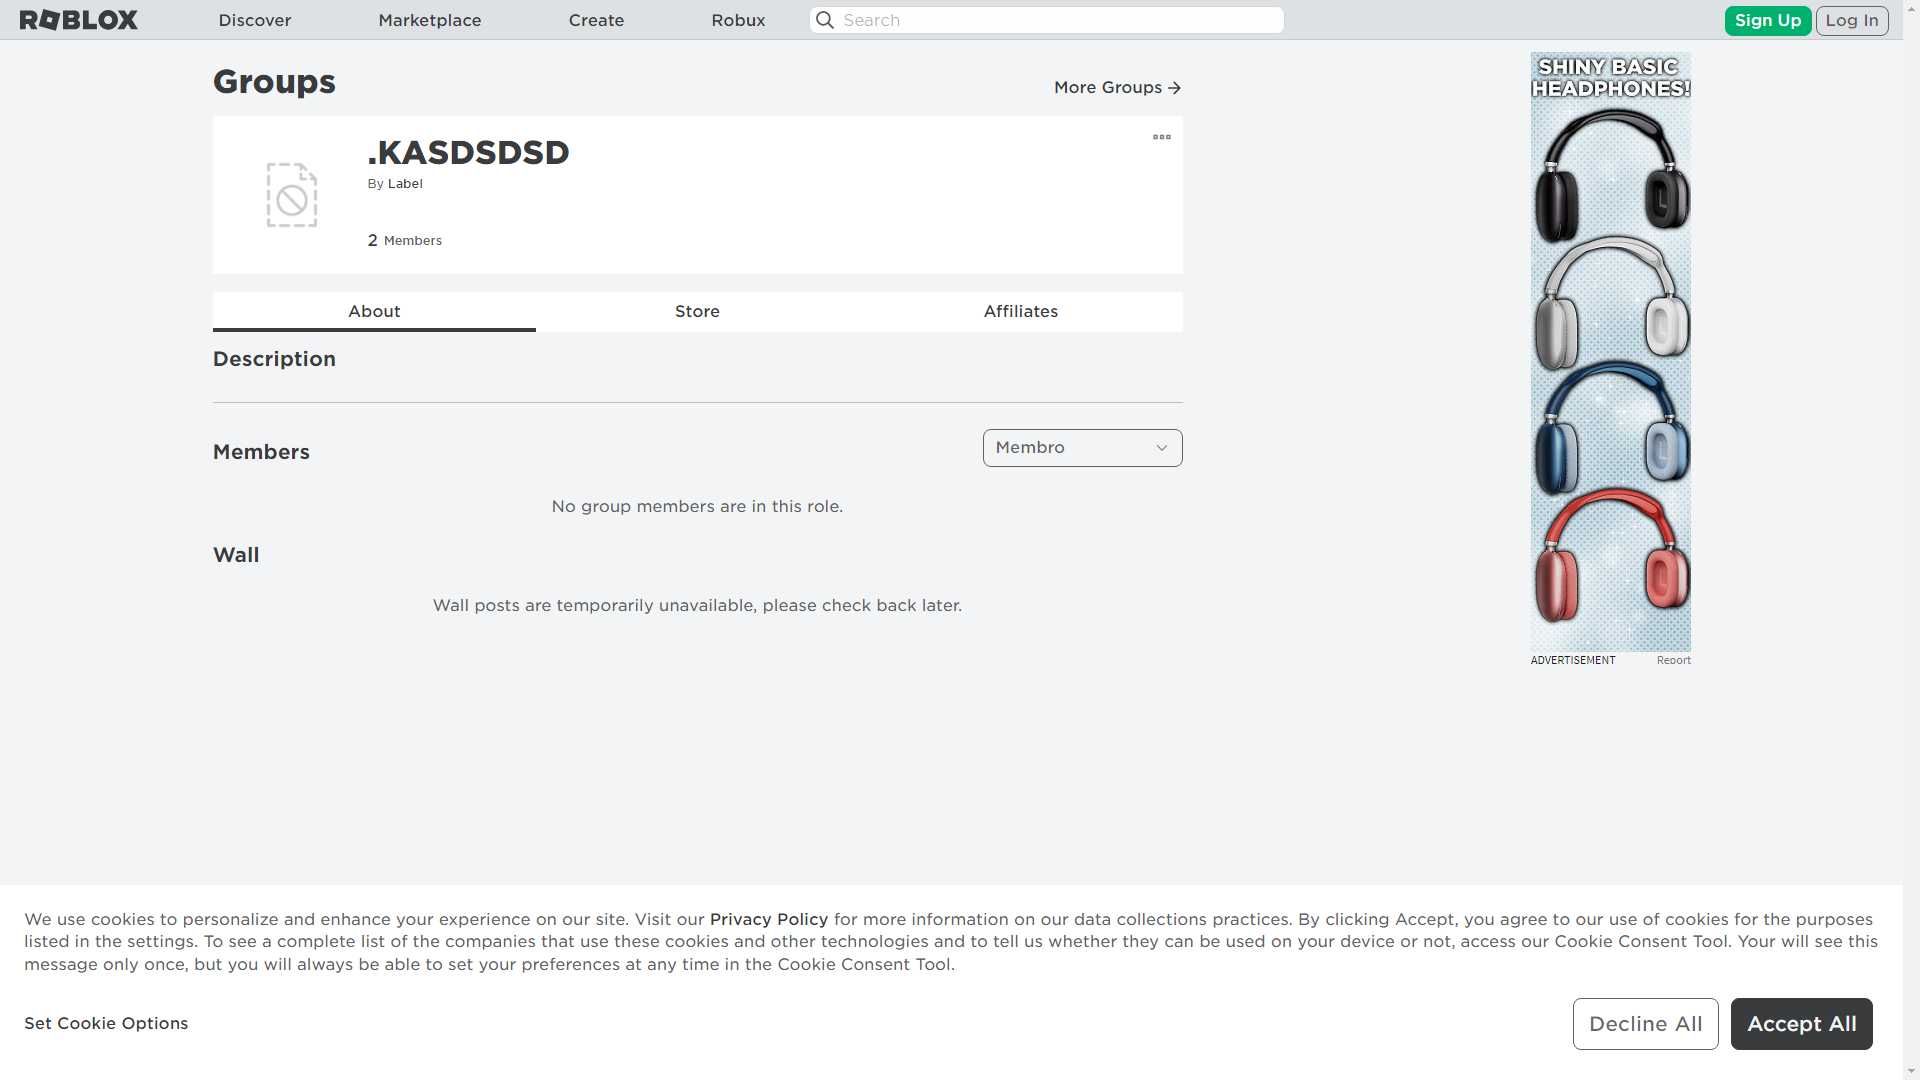 ROBLOX
Discover
Marketplace
Create
Robux
Search
Sign Up
Log In
Groups
More Groups
.KASDSDSD
By Label
2 Members
About
Store
Affiliates
Description
Members
Membro
No group members are in this role.
Wall
Wall posts are temporarily unavailable, please check back later.
SHINY BASIC
HEADPHONES!
ADVERTISEMENT
Report
We use cookies to personalize and enhance your experience on our site. Visit our Privacy Policy for more information on our data collections practices. By clicking Accept, you agree to our use of cookies for the purposes
listed in the settings. To see a complete list of the companies that use these cookies and other technologies and to tell us whether they can be used on your device or not, access our Cookie Consent Tool. Your will see this
message only once, but you will always be able to set your preferences at any time in the Cookie Consent Tool.
Set Cookie Options
Decline All
Accept All